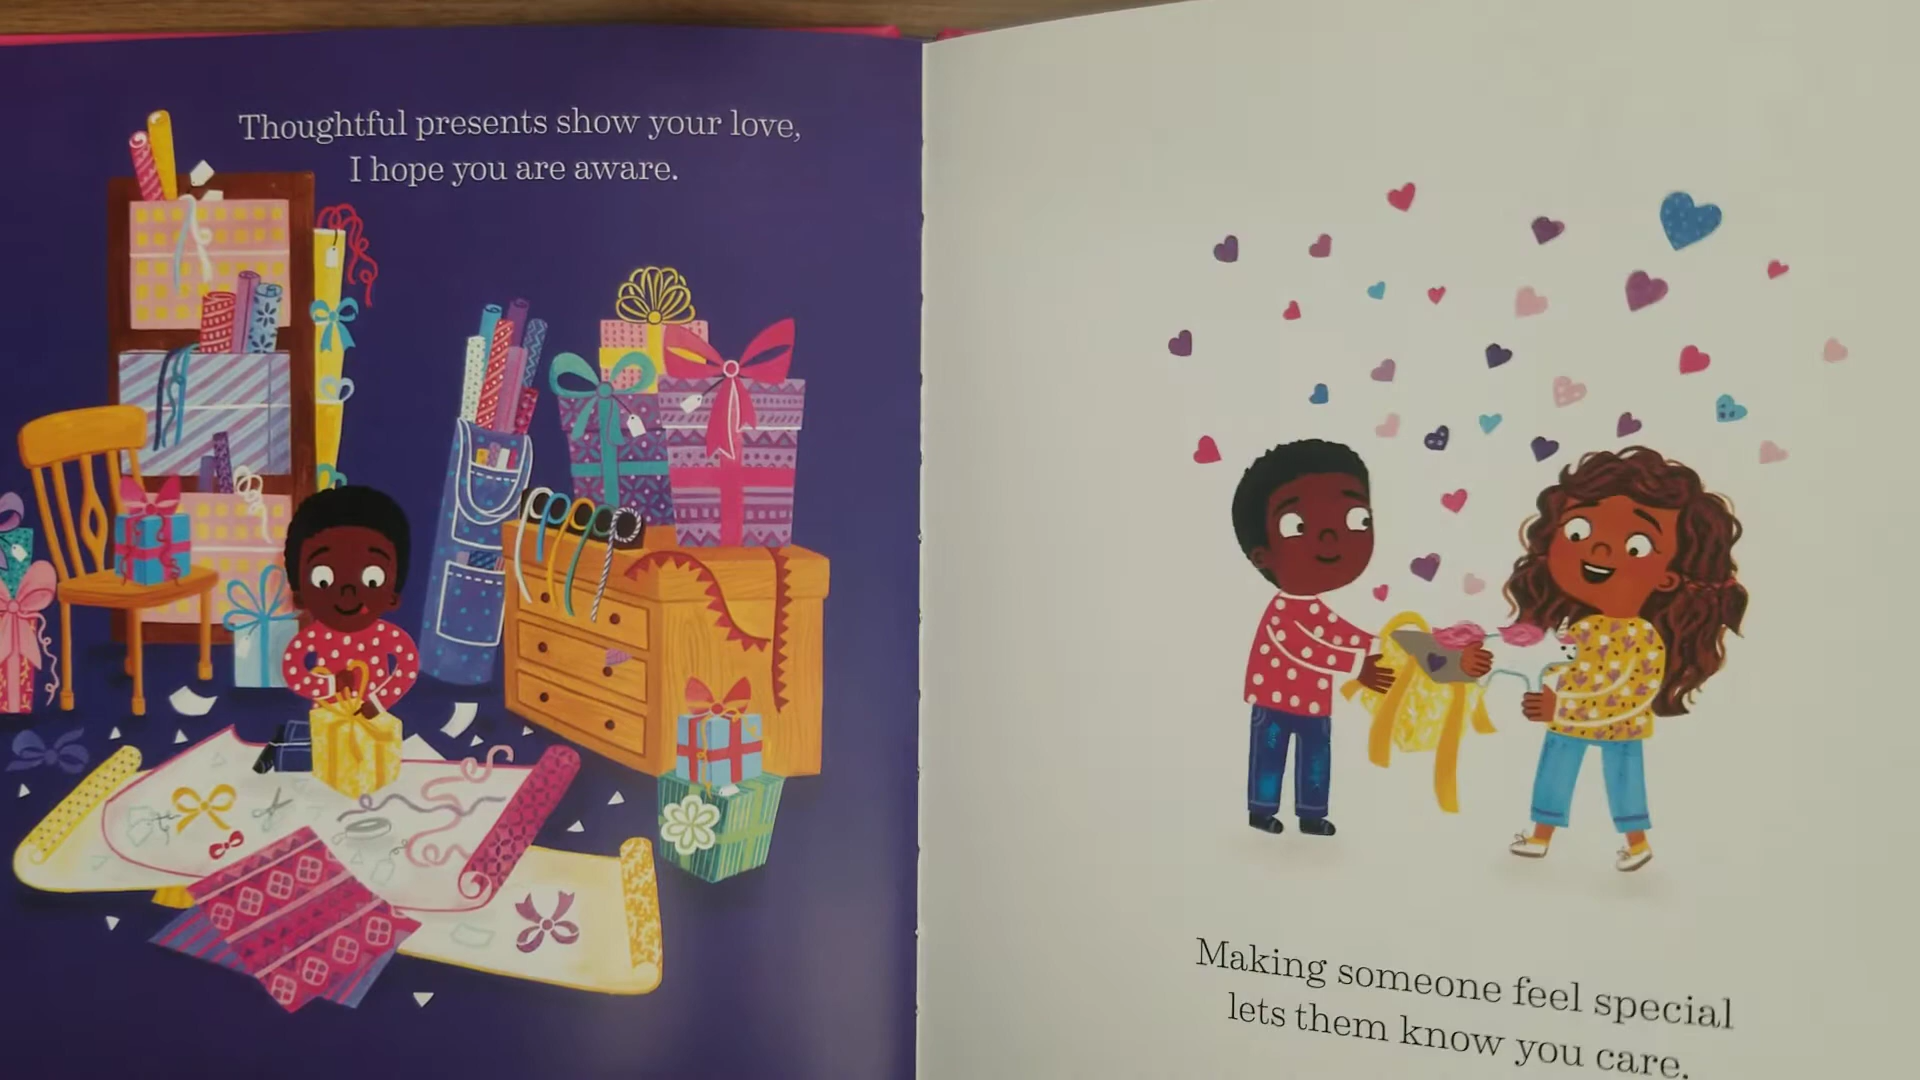 Thoughtful presents show your love,
I hope you are aware.
Making someone feel special
lets them know you care.